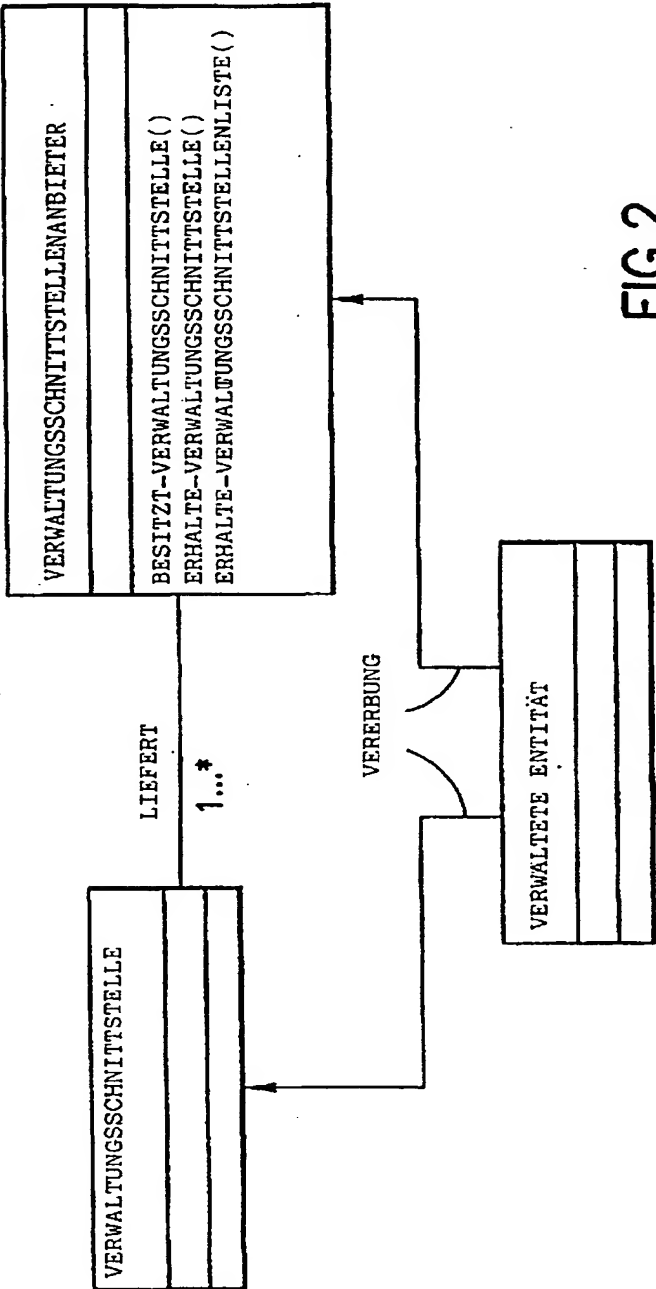 VERWALTUNGSSCHNITTSTELLE
LIEFERT
1...*
VERWALTUNGSSCHNITTSTELLENANBIETER
BESITZT-VERWALTUNGSSCHNITTSTELLE()
ERHALTE-VERWALTUNGSSCHNITTSTELLE()
ERHALTE-VERWALTUNGSSCHNITTSTELLENLISTE()
VERERBUNG
VERWALTETE ENTITÄT
FIG.2